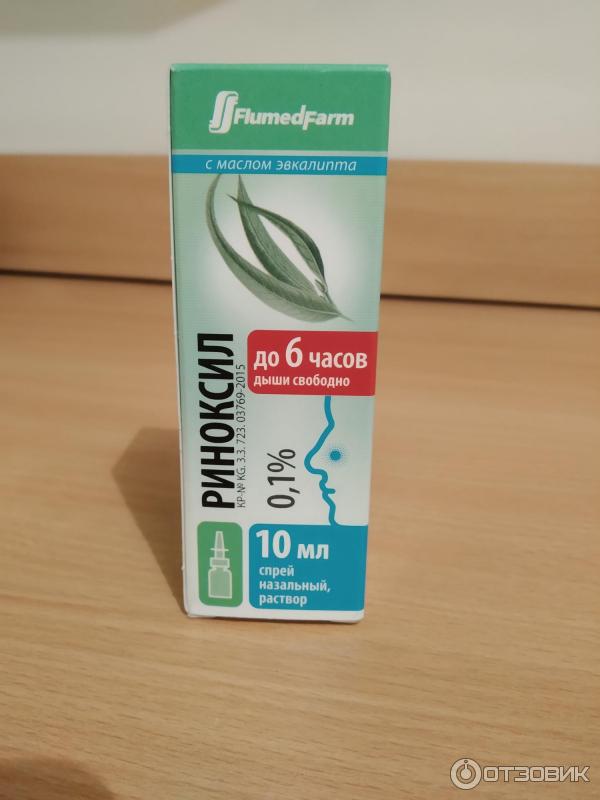 FlumedFarm
с маслом эвкалипта
до 6 часов
дыши свободно
РИНОКСИЛ
КР-№ KG. 3.3. 723. 03769-2015
0,1%
10 мл
спрей
назальный,
раствор
ОТЗОВИК